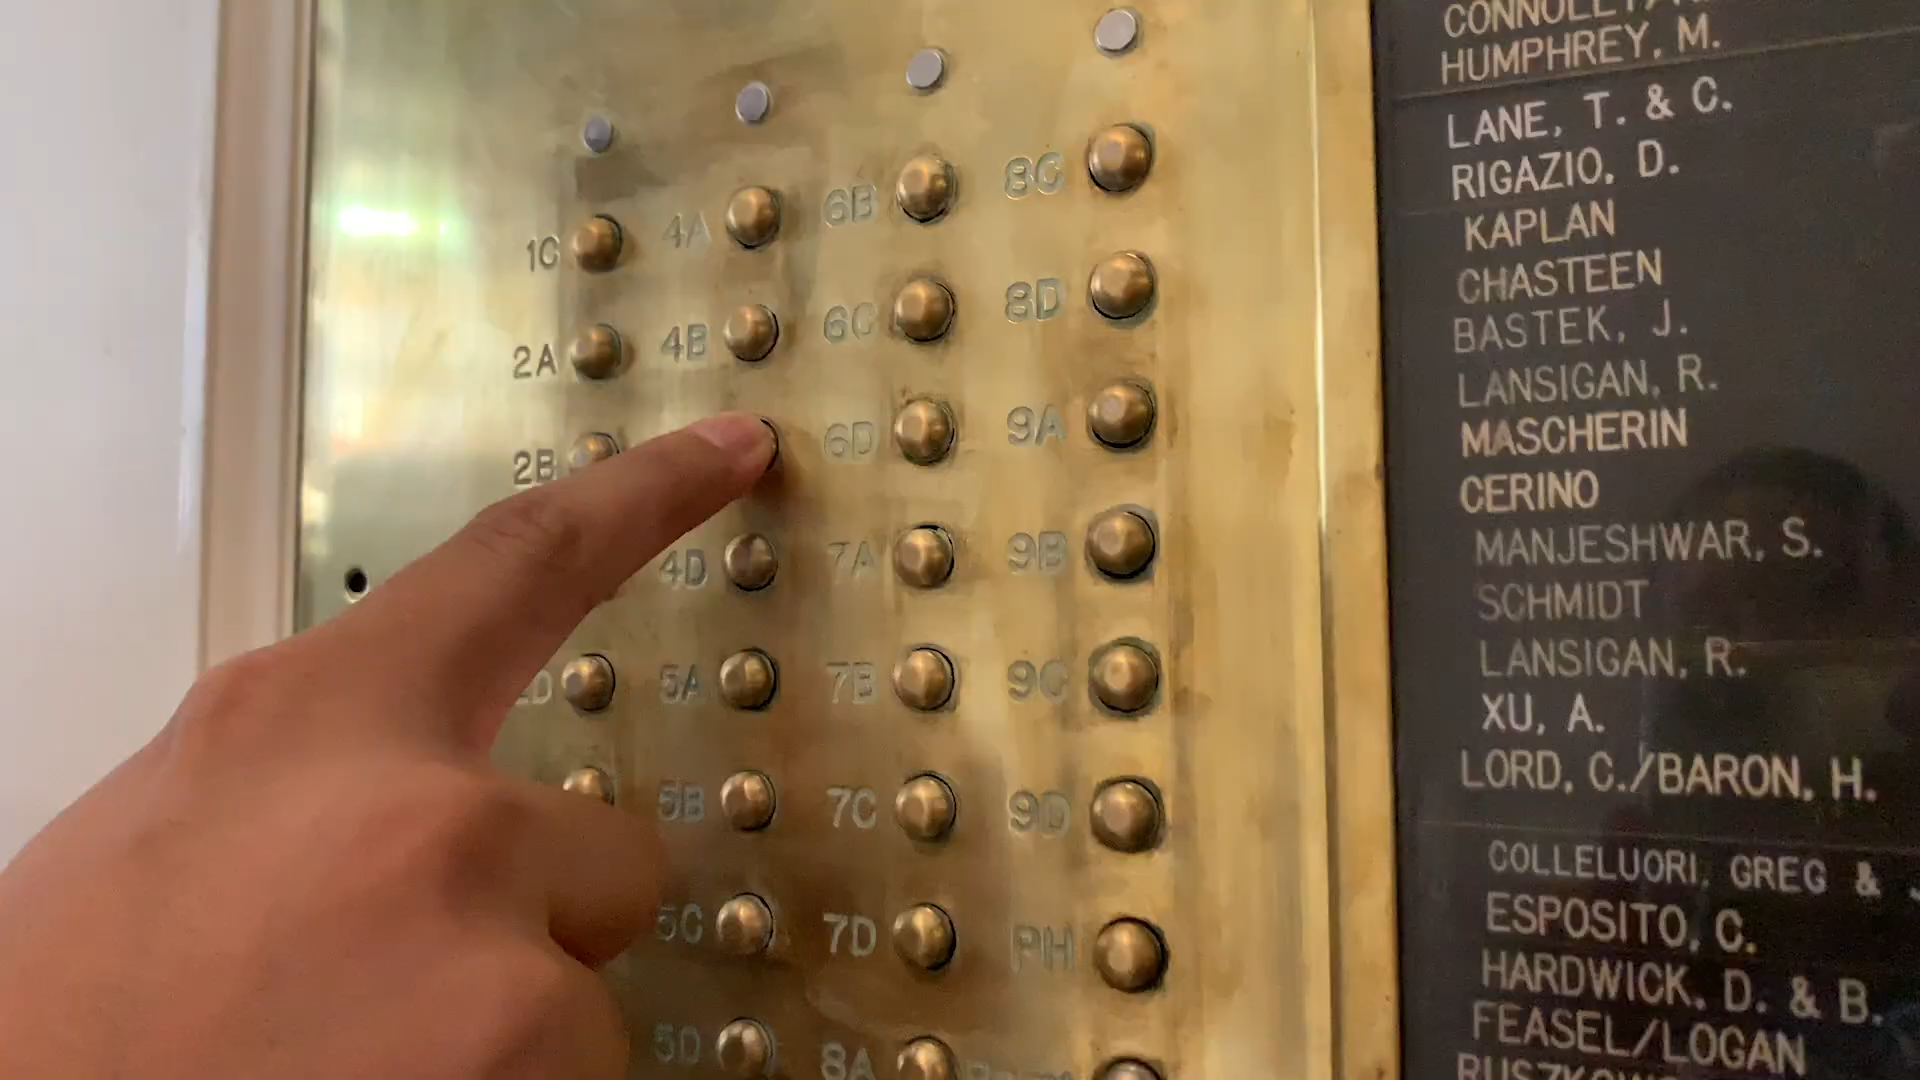 1C
2A
2B
4A
4B
4D
5A
5B
5C
5D
6B
6C
6D
7A
7B
7C
7D
8A
8C
8D
9A
9B
9C
9D
PH
HUMPHREY, M.
LANE, T. & C.
RIGAZIO, D.
KAPLAN
CHASTEEN
BASTEK, J.
LANSIGAN, R.
MASCHERIN
CERINO
MANJESHWAR, S.
SCHMIDT
LANSIGAN, R.
XU, A.
LORD, C./BARON, H.
COLLELUORI, GREG &
ESPOSITO, C.
HARDWICK, D. & B.
FEASEL/LOGAN